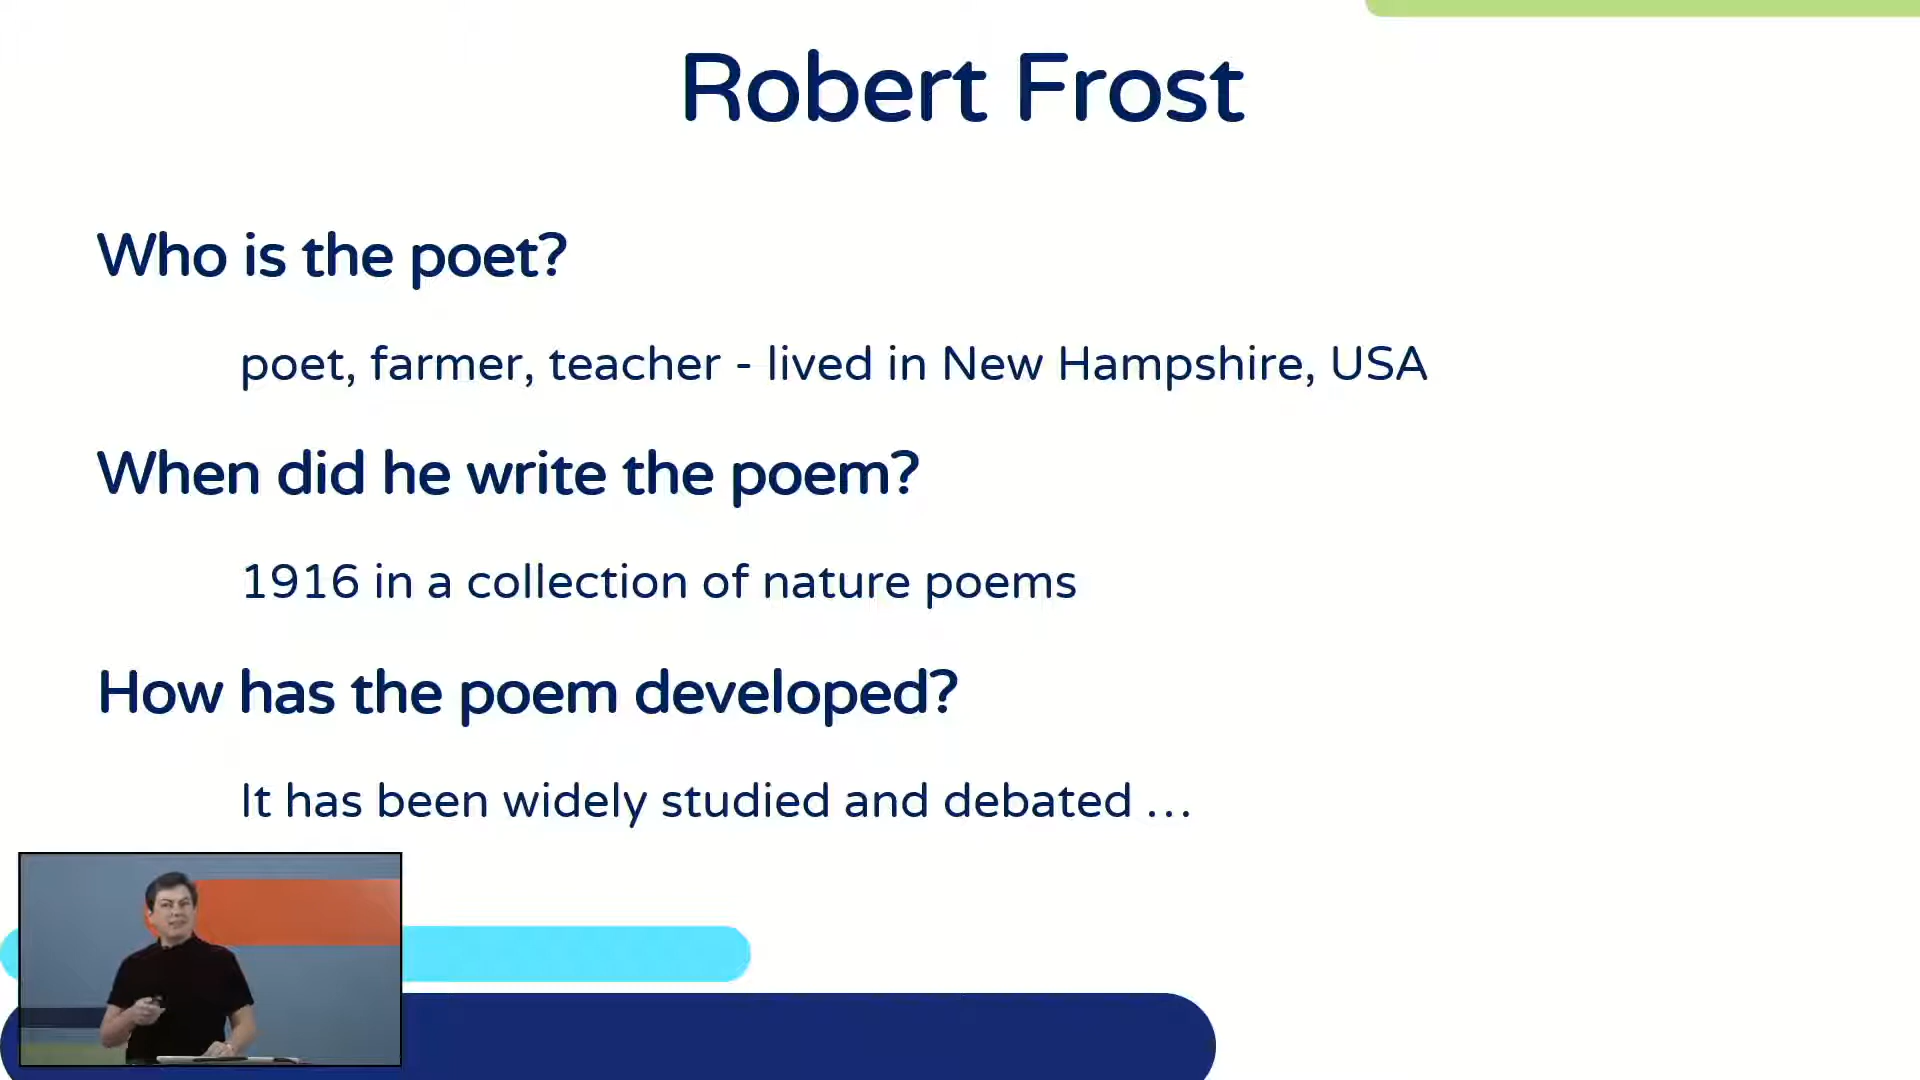 Robert Frost
Who is the poet?
poet, farmer, teacher - lived in New Hampshire, USA
When did he write the poem?
1916 in a collection of nature poems
How has the poem developed?
It has been widely studied and debated ...